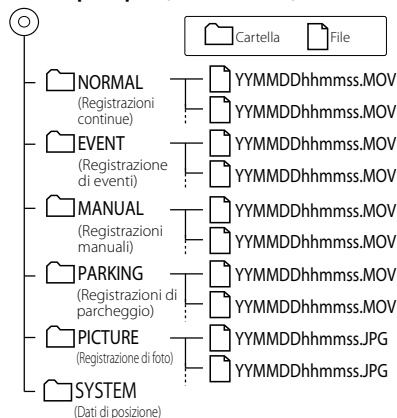 Cartella File
NORMAL YYMMDDhhmmss.MOV
(Registrazioni
continue) YYMMDDhhmmss.MOV
EVENT YYMMDDhhmmss.MOV
(Registrazione
di eventi) YYMMDDhhmmss.MOV
MANUAL YYMMDDhhmmss.MOV
(Registrazioni
manuali) YYMMDDhhmmss.MOV
PARKING YYMMDDhhmmss.MOV
(Registrazioni di
parcheggio) YYMMDDhhmmss.MOV
PICTURE YYMMDDhhmmss.JPG
(Registrazione di foto)
YYMMDDhhmmss.JPG
SYSTEM
(Dati di posizione)